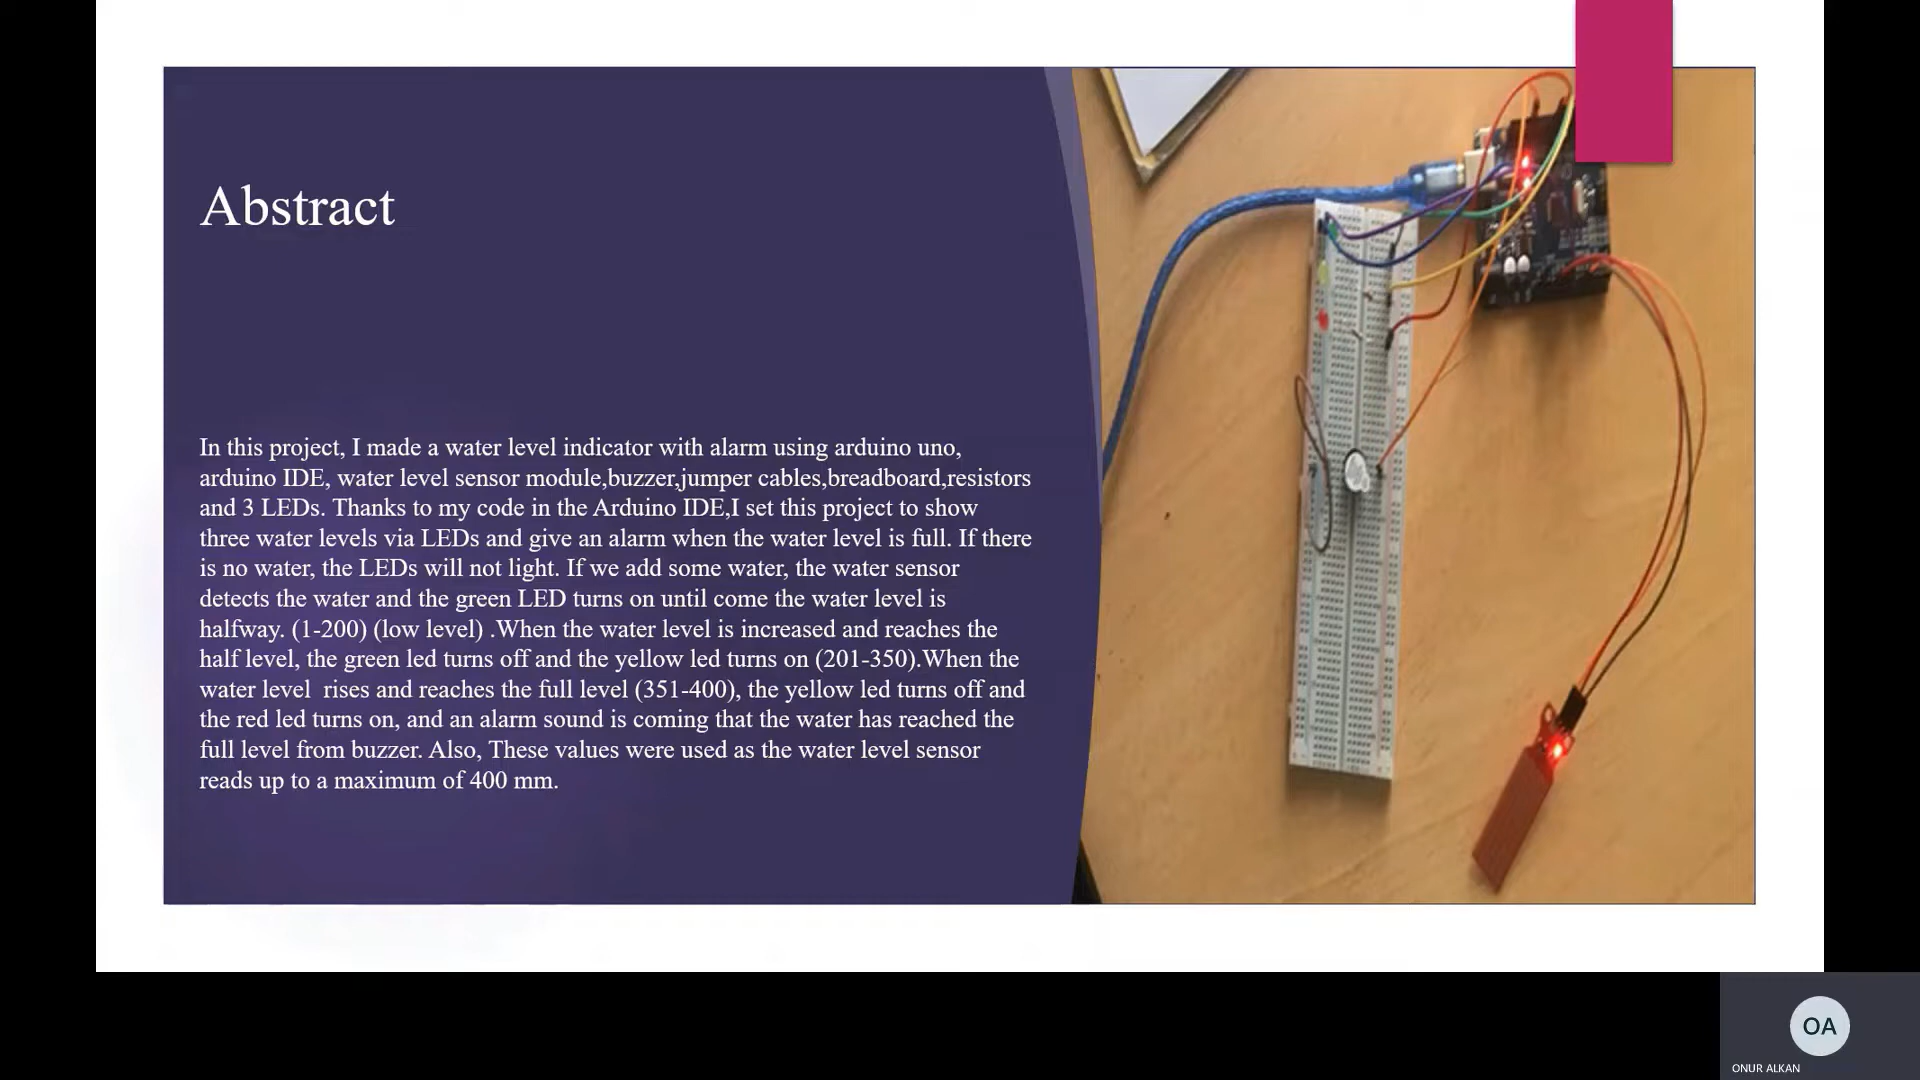 Abstract
In this project, I made a water level indicator with alarm using arduino uno,
arduino IDE, water level sensor module,buzzer,jumper cables,breadboard,resistors
and 3 LEDs. Thanks to my code in the Arduino IDE,I set this project to show
three water levels via LEDs and give an alarm when the water level is full. If there
is no water, the LEDs will not light. If we add some water, the water sensor
detects the water and the green LED turns on until come the water level is
halfway. (1-200) (low level) .When the water level is increased and reaches the
half level, the green led turns off and the yellow led turns on (201-350).When the
water level  rises and reaches the full level (351-400), the yellow led turns off and
the red led turns on, and an alarm sound is coming that the water has reached the
full level from buzzer. Also, These values were used as the water level sensor
reads up to a maximum of 400 mm.
OA
ONUR ALKAN